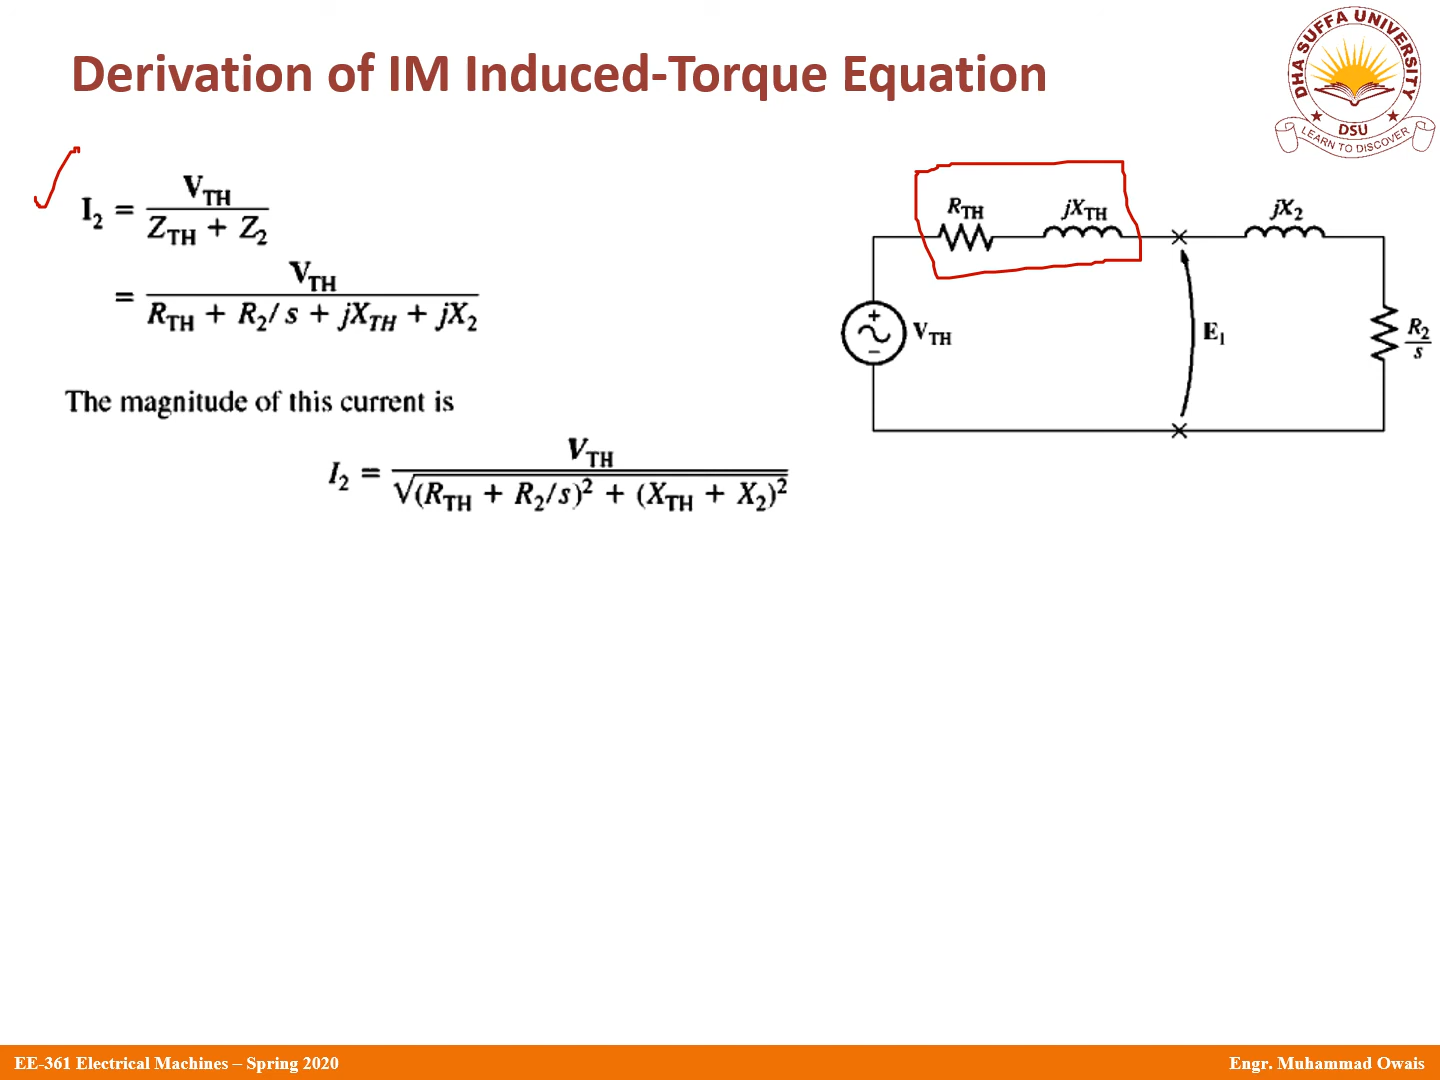 Derivation of IM Induced-Torque Equation
DHA SUFFA UNIVERSITY
DSU
LEARN TO DISCOVER
I₂ = V_TH / (Z_TH + Z₂)
= V_TH / (R_TH + R₂/s + jX_TH + jX₂)
The magnitude of this current is
I₂ = V_TH / √((R_TH + R₂/s)² + (X_TH + X₂)²)
R_TH
jX_TH
jX₂
+
V_TH
−
E₁
R₂/s
EE-361 Electrical Machines – Spring 2020
Engr. Muhammad Owais